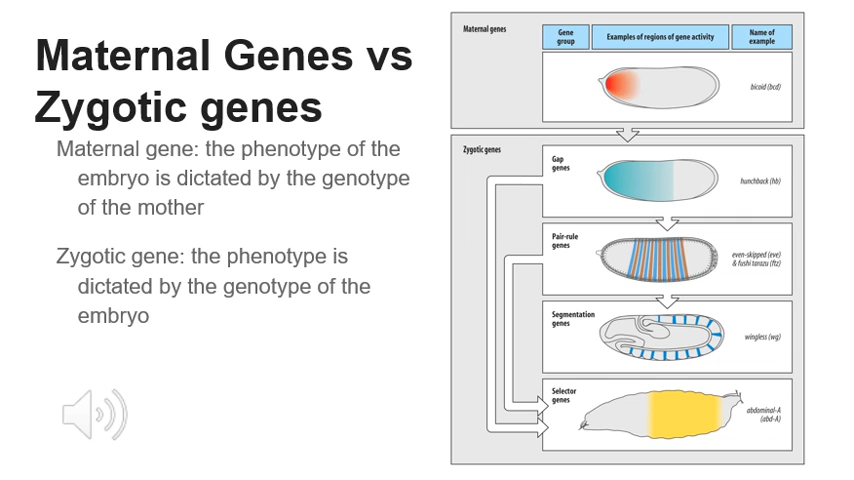 Maternal Genes vs
Zygotic genes
Maternal gene: the phenotype of the
embryo is dictated by the genotype
of the mother
Zygotic gene: the phenotype is
dictated by the genotype of the
embryo
Maternal genes
Gene
group
Examples of regions of gene activity
Name of
example
bicoid (bcd)
Zygotic genes
Gap
genes
hunchback (hb)
Pair-rule
genes
even-skipped (eve)
& fushi tarazu (ftz)
Segmentation
genes
wingless (wg)
Selector
genes
abdominal-A
(abd-A)